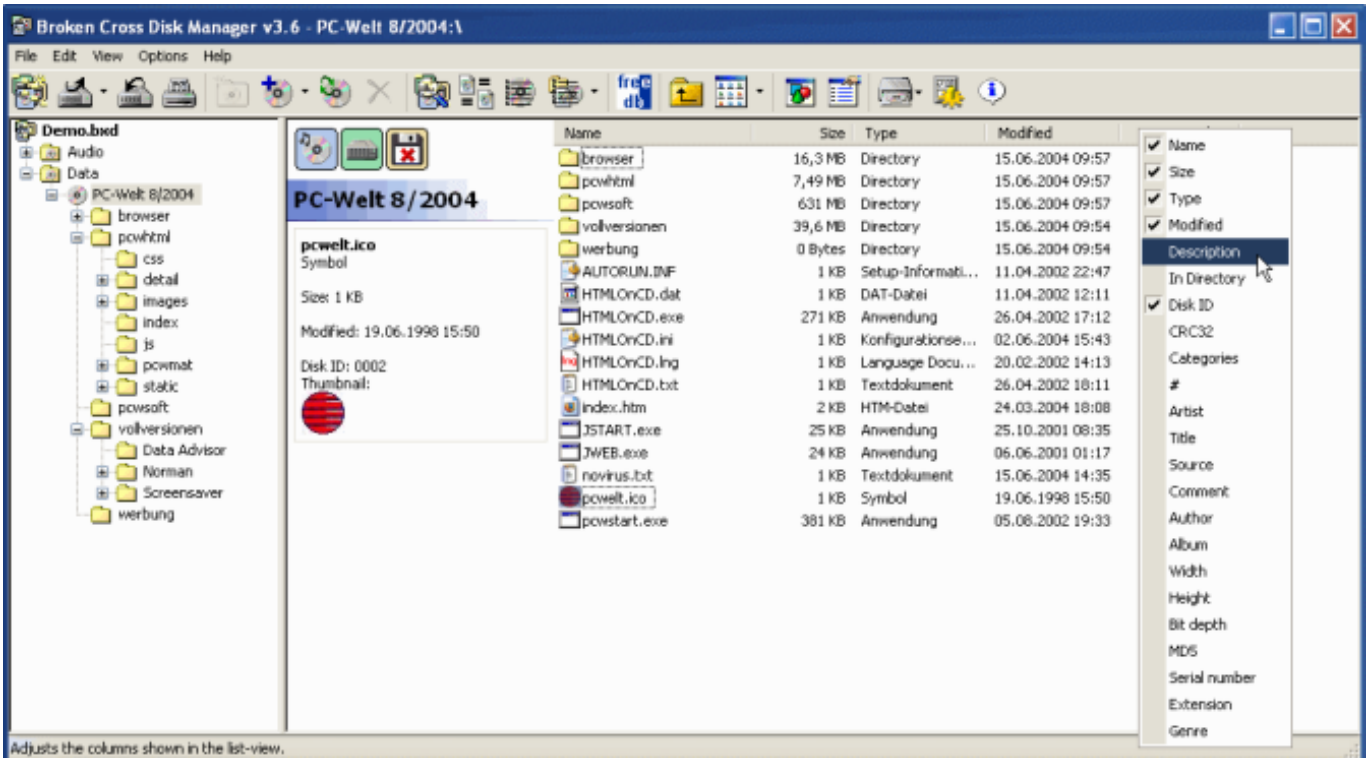 Broken Cross Disk Manager v3.6 - PC-Welt 8/2004:\
File Edit View Options Help
free db
Demo.bxd
Audio
Data
PC-Welt 8/2004
browser
pcwhtml
css
detail
images
index
js
pcwmat
static
pcwsoft
vollversionen
Data Advisor
Norman
Screensaver
werbung
PC-Welt 8/2004
pcwelt.ico
Symbol
Size: 1 KB
Modified: 19.06.1998 15:50
Disk ID: 0002
Thumbnail:
Name Size Type Modified
browser 16,3 MB Directory 15.06.2004 09:57
pcwhtml 7,49 MB Directory 15.06.2004 09:57
pcwsoft 631 MB Directory 15.06.2004 09:57
vollversionen 39,6 MB Directory 15.06.2004 09:54
werbung 0 Bytes Directory 15.06.2004 09:54
AUTORUN.INF 1 KB Setup-Informati... 11.04.2002 22:47
HTMLOnCD.dat 1 KB DAT-Datei 11.04.2002 12:11
HTMLOnCD.exe 271 KB Anwendung 26.04.2002 17:12
HTMLOnCD.ini 1 KB Konfigurationse... 02.06.2004 15:43
HTMLOnCD.lng 1 KB Language Docu... 20.02.2002 14:13
HTMLOnCD.txt 1 KB Textdokument 26.04.2002 18:11
index.htm 2 KB HTM-Datei 24.03.2004 18:08
JSTART.exe 25 KB Anwendung 25.10.2001 08:35
JWEB.exe 24 KB Anwendung 06.06.2001 01:17
novirus.txt 1 KB Textdokument 15.06.2004 14:35
pcwelt.ico 1 KB Symbol 19.06.1998 15:50
pcwstart.exe 381 KB Anwendung 05.08.2002 19:33
Name
Size
Type
Modified
Description
In Directory
Disk ID
CRC32
Categories
#
Artist
Title
Source
Comment
Author
Album
Width
Height
Bit depth
MD5
Serial number
Extension
Genre
Adjusts the columns shown in the list-view.